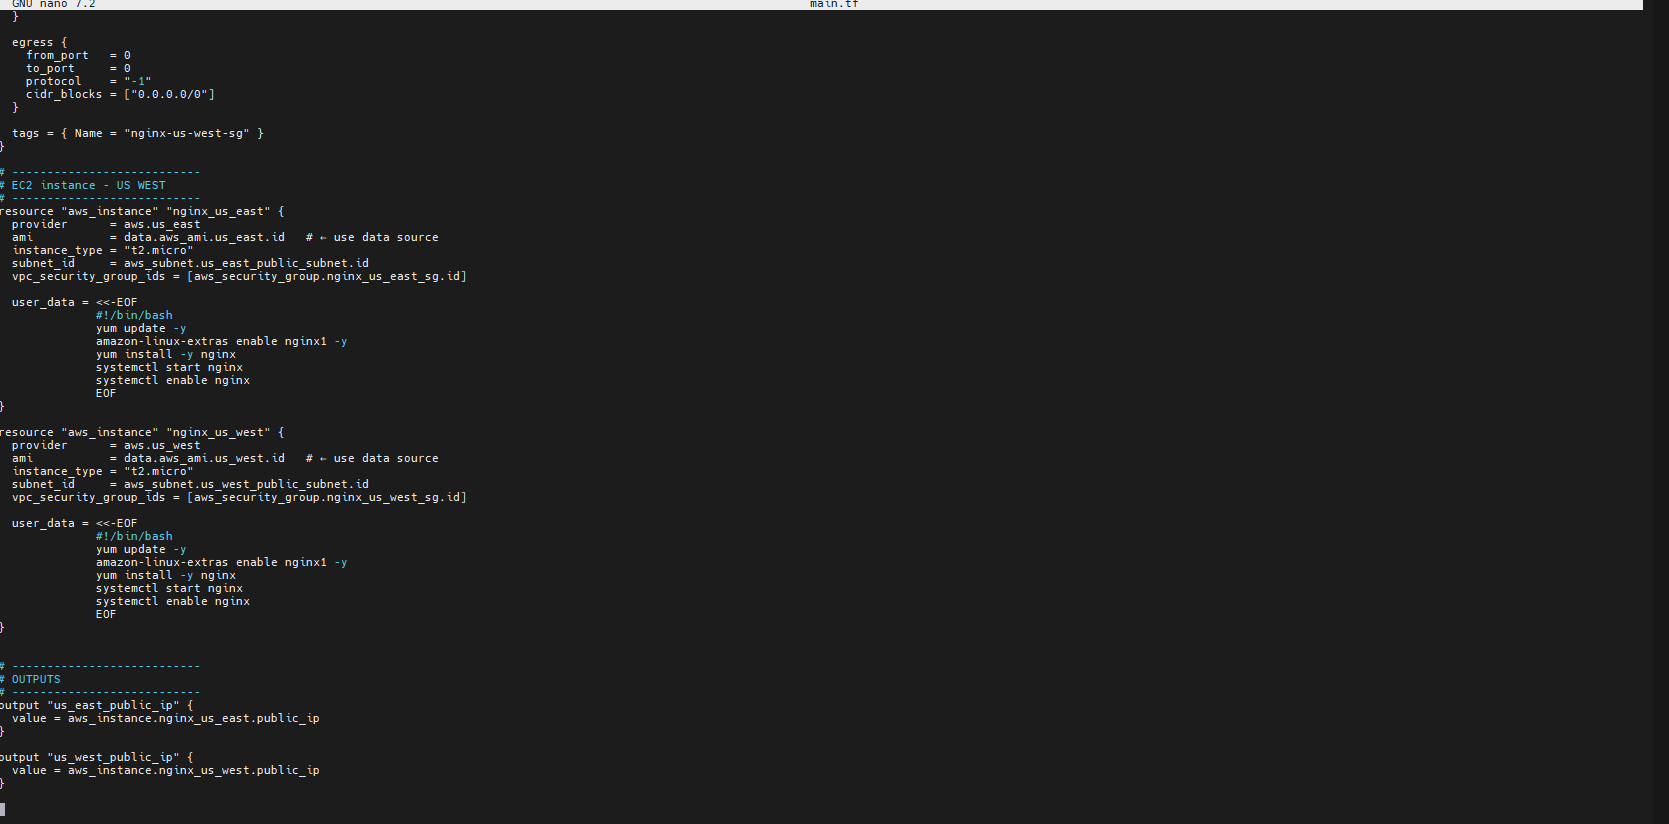 GNU nano 7.2 main.tf
}
egress {
from_port = 0
to_port = 0
protocol = "-1"
cidr_blocks = ["0.0.0.0/0"]
}
tags = { Name = "nginx-us-west-sg" }
}
# ---------------------------
# EC2 instance - US WEST
# ---------------------------
resource "aws_instance" "nginx_us_east" {
provider = aws.us_east
ami = data.aws_ami.us_east.id # ← use data source
instance_type = "t2.micro"
subnet_id = aws_subnet.us_east_public_subnet.id
vpc_security_group_ids = [aws_security_group.nginx_us_east_sg.id]
user_data = <<-EOF
#!/bin/bash
yum update -y
amazon-linux-extras enable nginx1 -y
yum install -y nginx
systemctl start nginx
systemctl enable nginx
EOF
}
resource "aws_instance" "nginx_us_west" {
provider = aws.us_west
ami = data.aws_ami.us_west.id # ← use data source
instance_type = "t2.micro"
subnet_id = aws_subnet.us_west_public_subnet.id
vpc_security_group_ids = [aws_security_group.nginx_us_west_sg.id]
user_data = <<-EOF
#!/bin/bash
yum update -y
amazon-linux-extras enable nginx1 -y
yum install -y nginx
systemctl start nginx
systemctl enable nginx
EOF
}
# ---------------------------
# OUTPUTS
# ---------------------------
output "us_east_public_ip" {
value = aws_instance.nginx_us_east.public_ip
}
output "us_west_public_ip" {
value = aws_instance.nginx_us_west.public_ip
}